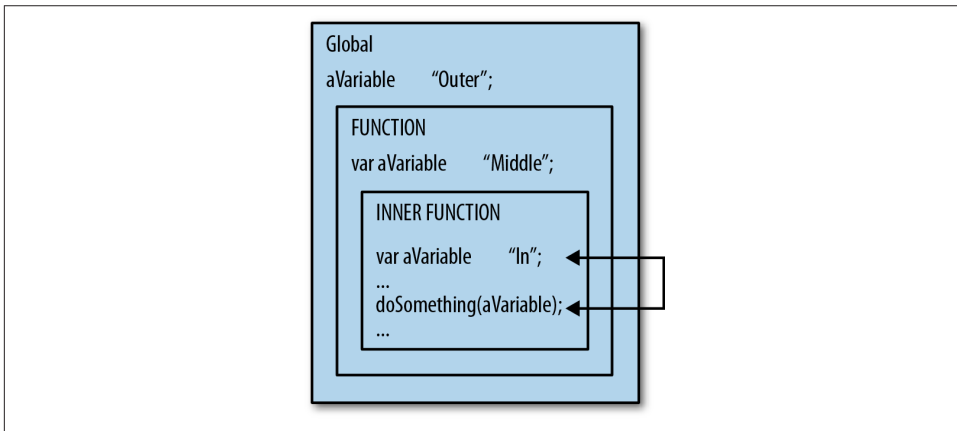 Global
aVariable “Outer”;
FUNCTION
var aVariable “Middle”;
INNER FUNCTION
var aVariable “In”;
...
doSomething(aVariable);
...